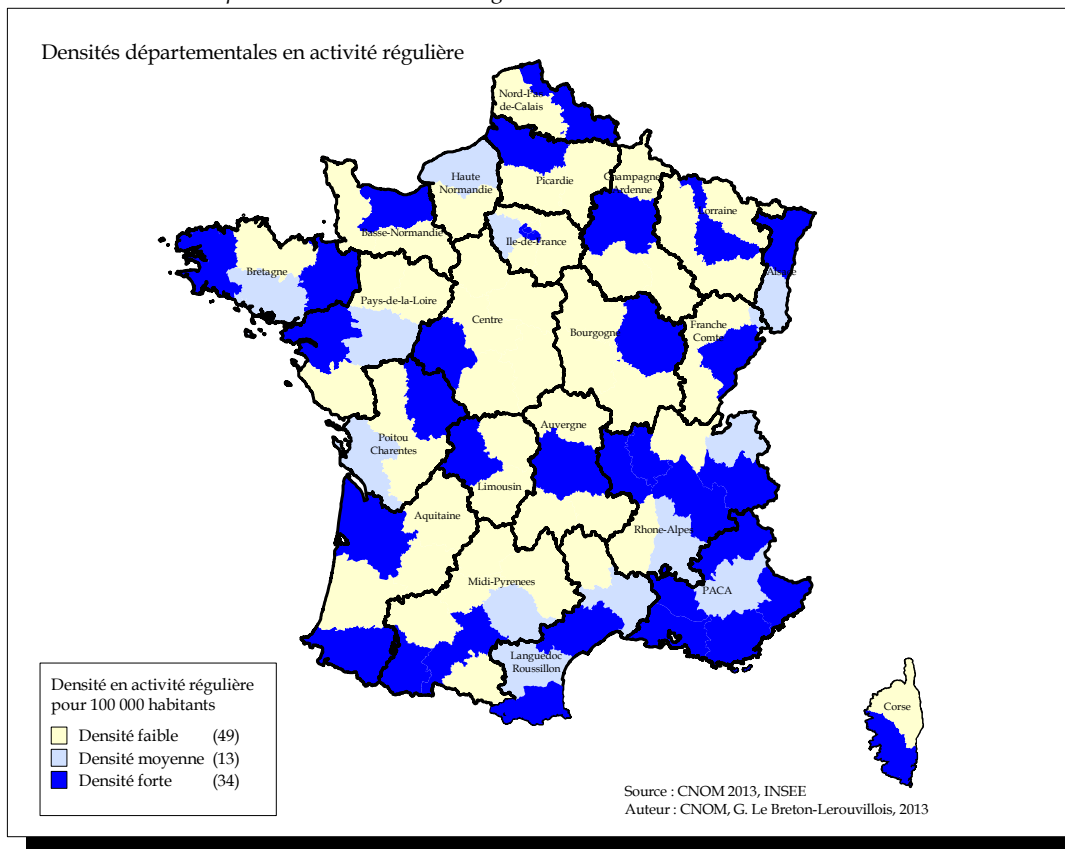 Densités départementales en activité régulière
Nord-Pas
de-Calais
Haute
Normandie
Picardie
Champagne
Ardenne
Lorraine
Basse-Normandie
Ile-de-France
Alsace
Bretagne
Pays-de-la-Loire
Centre
Bourgogne
Franche
Comté
Poitou
Charentes
Auvergne
Limousin
Aquitaine
Rhone-Alpes
Midi-Pyrenees
PACA
Languedoc
Roussillon
Corse
Densité en activité régulière
pour 100 000 habitants
Densité faible (49)
Densité moyenne (13)
Densité forte (34)
Source : CNOM 2013, INSEE
Auteur : CNOM, G. Le Breton-Lerouvillois, 2013